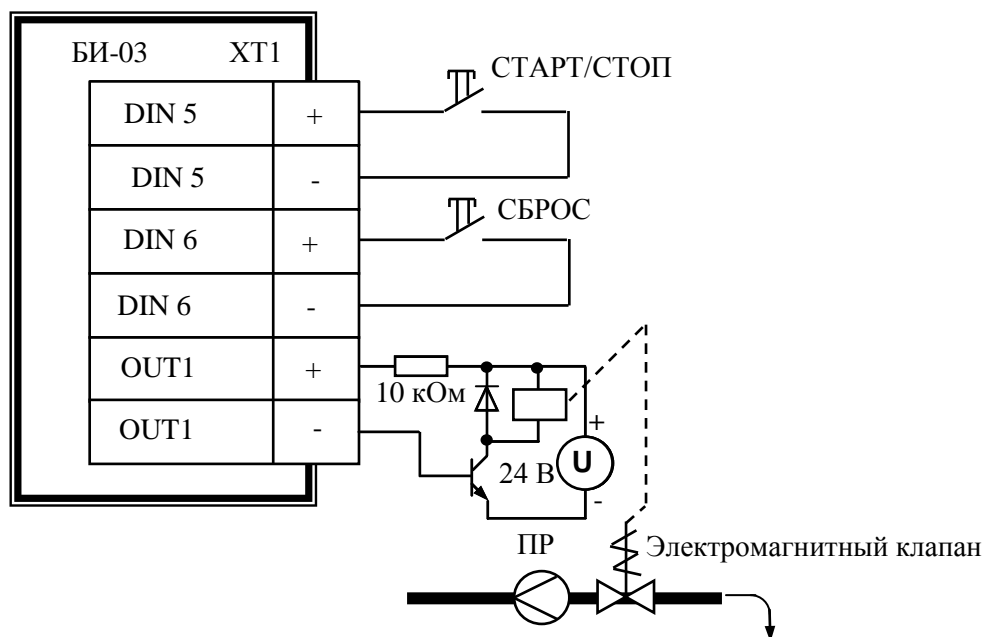 БИ-03 XT1
СТАРТ/СТОП
DIN 5 +
DIN 5 -
СБРОС
DIN 6 +
DIN 6 -
OUT1 +
10 кОм
OUT1 -
+
24 В U
-
ПР
Электромагнитный клапан